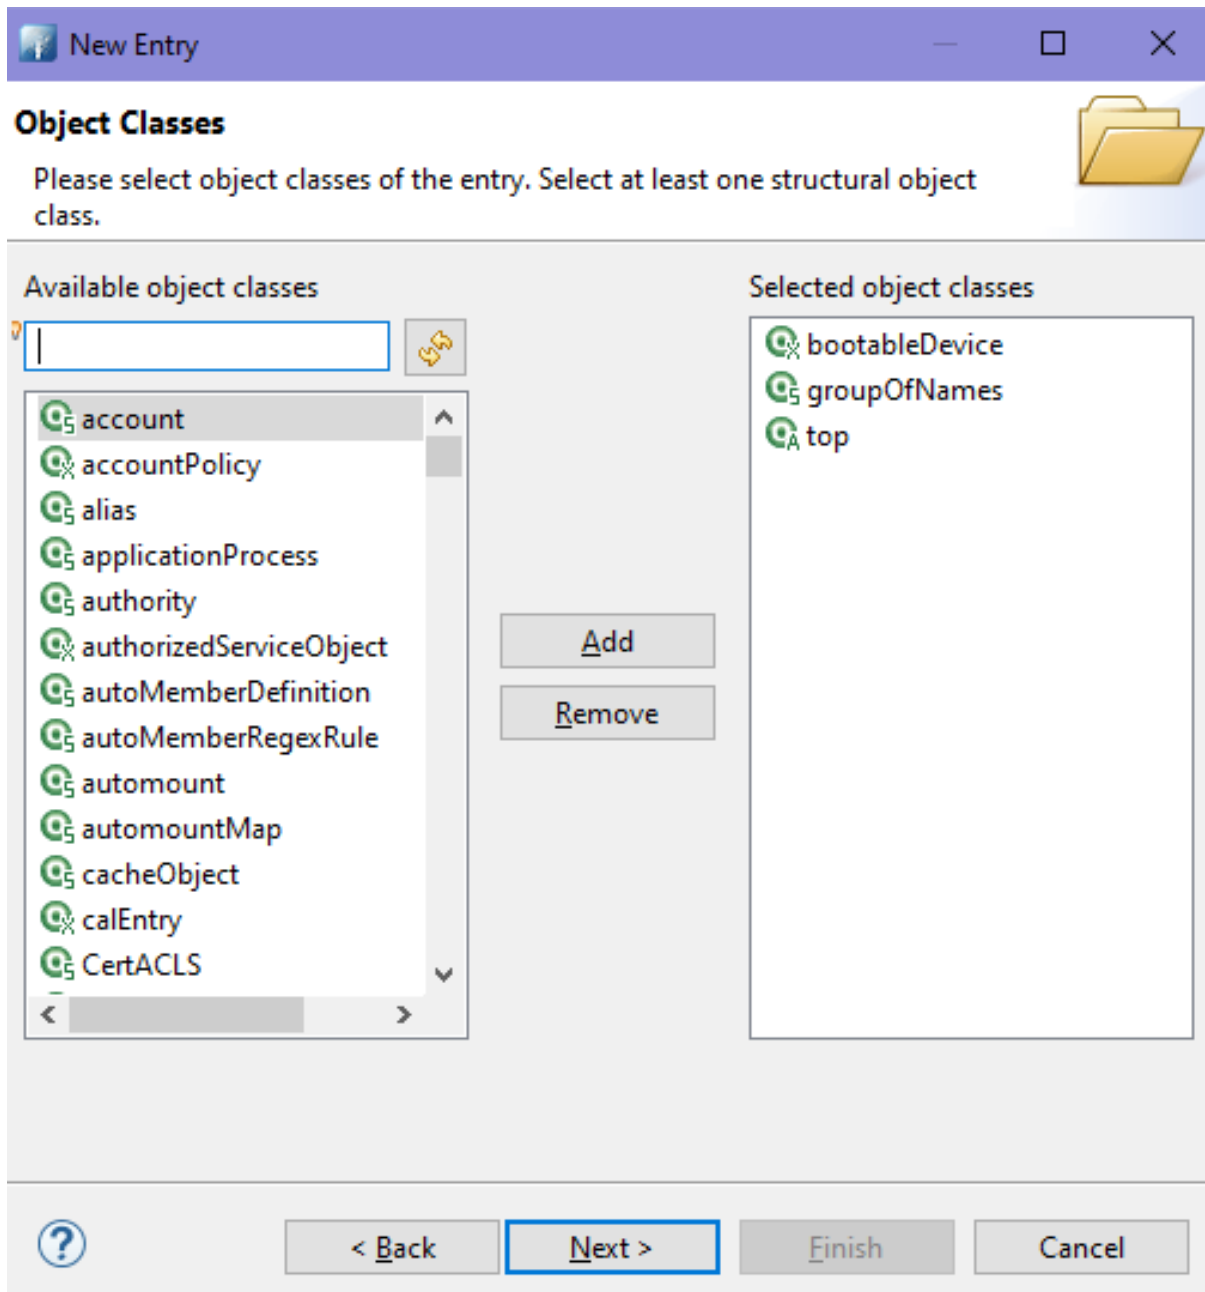 New Entry
Object Classes
Please select object classes of the entry. Select at least one structural object
class.
Available object classes
Selected object classes
account
accountPolicy
alias
applicationProcess
authority
authorizedServiceObject
autoMemberDefinition
autoMemberRegexRule
automount
automountMap
cacheObject
calEntry
CertACLS
Add
Remove
bootableDevice
groupOfNames
top
< Back
Next >
Finish
Cancel